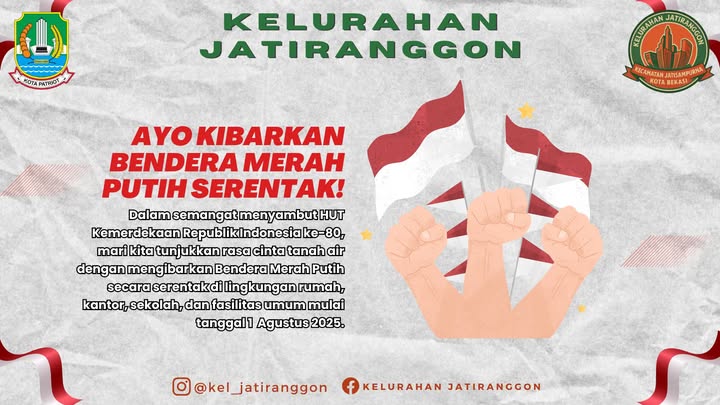 KELURAHAN
JATIRANGGON
KOTA PATRIOT
KELURAHAN JATIRANGGON
KECAMATAN JATISAMPURNA
KOTA BEKASI
AYO KIBARKAN
BENDERA MERAH
PUTIH SERENTAK!
Dalam semangat menyambut HUT
Kemerdekaan Republik Indonesia ke-80,
mari kita tunjukkan rasa cinta tanah air
dengan mengibarkan Bendera Merah Putih
secara serentak di lingkungan rumah,
kantor, sekolah, dan fasilitas umum mulai
tanggal 1 Agustus 2025.
@kel_jatiranggon
KELURAHAN JATIRANGGON